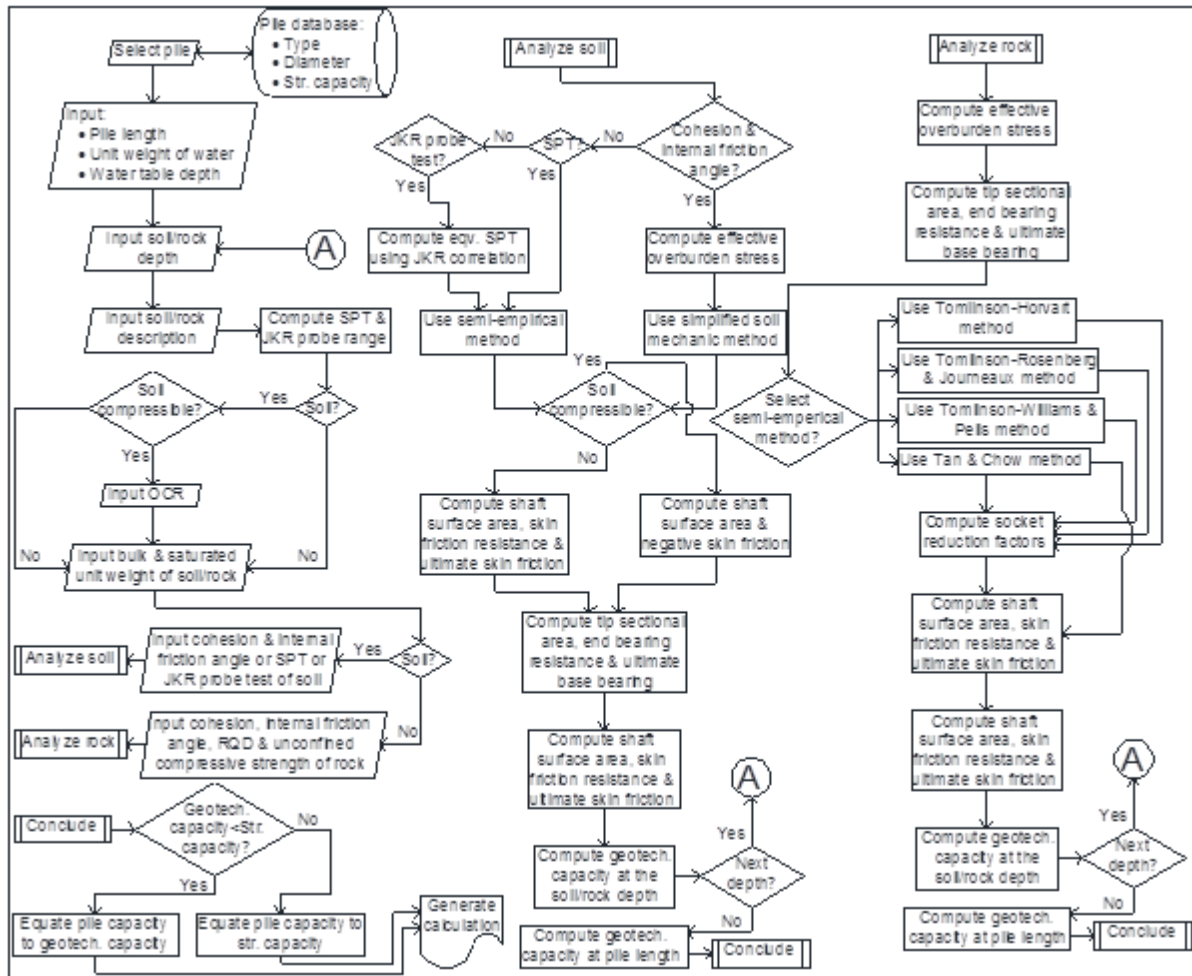 Pile database:
• Type
• Diameter
• Str. capacity
Select pile
Input:
• Pile length
• Unit weight of water
• Water table depth
Input soil/rock
depth
A
Input soil/rock
description
Compute SPT &
JKR probe range
Soil?
Yes
Soil
compressible?
Yes
Input OCR
No
No
Input bulk & saturated
unit weight of soil/rock
Soil?
Yes
Input cohesion & internal
friction angle or SPT or
JKR probe test of soil
Analyze soil
No
Input cohesion, internal friction
angle, RQD & unconfined
compressive strength of rock
Analyze rock
Conclude
Geotech.
capacity<Str.
capacity?
No
Yes
Equate pile capacity
to geotech. capacity
Equate pile capacity to
str. capacity
Generate
calculation
Analyze soil
Cohesion &
internal friction
angle?
No
SPT?
No
JKR probe
test?
Yes
Yes
Yes
Compute eqv. SPT
using JKR correlation
Compute effective
overburden stress
Use semi-empirical
method
Use simplified soil
mechanic method
Yes
Soil
compressible?
No
Compute shaft
surface area, skin
friction resistance &
ultimate skin friction
Compute shaft
surface area &
negative skin friction
Compute tip sectional
area, end bearing
resistance & ultimate
base bearing
Compute shaft
surface area, skin
friction resistance &
ultimate skin friction
A
Yes
Compute geotech.
capacity at the
soil/rock depth
Next
depth?
No
Compute geotech.
capacity at pile length
Conclude
Analyze rock
Compute effective
overburden stress
Compute tip sectional
area, end bearing
resistance & ultimate
base bearing
Select
semi-emperical
method?
Use Tomlinson-Horvart
method
Use Tomlinson-Rosenberg
& Journeaux method
Use Tomlinson-Williams &
Pells method
Use Tan & Chow method
Compute socket
reduction factors
Compute shaft
surface area, skin
friction resistance &
ultimate skin friction
Compute shaft
surface area, skin
friction resistance &
ultimate skin friction
A
Yes
Compute geotech.
capacity at the
soil/rock depth
Next
depth?
No
Compute geotech.
capacity at pile length
Conclude